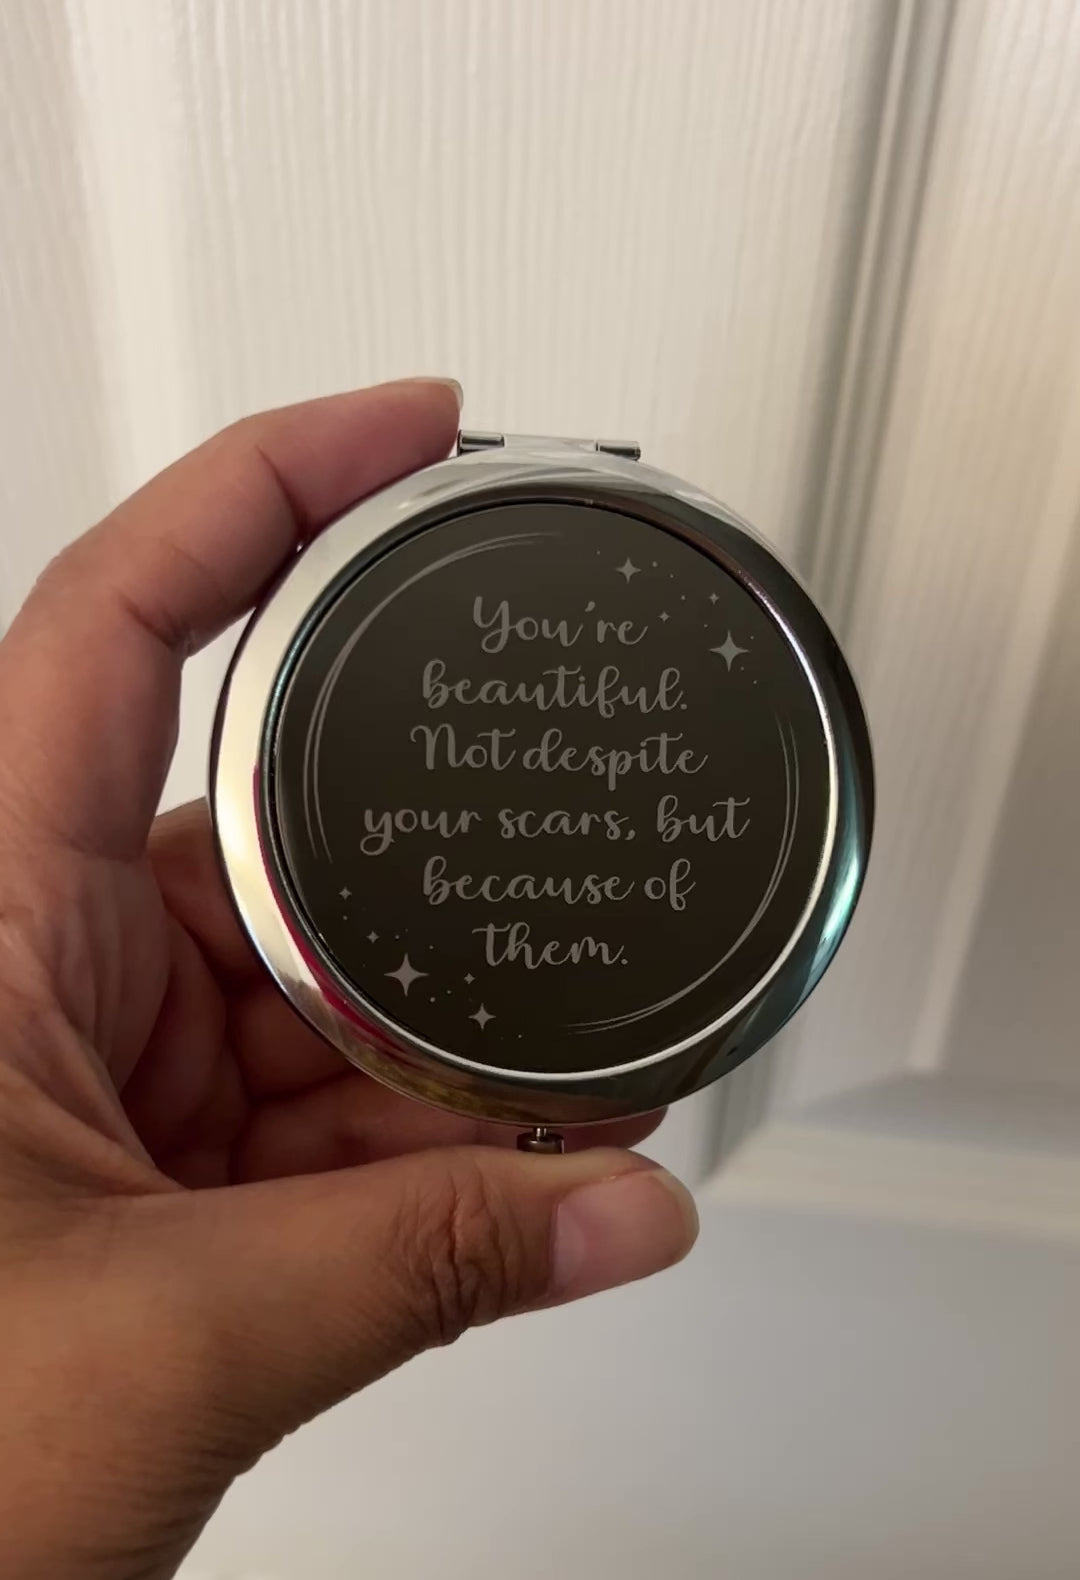 You're
beautiful.
Not despite
your scars, but
because of
them.